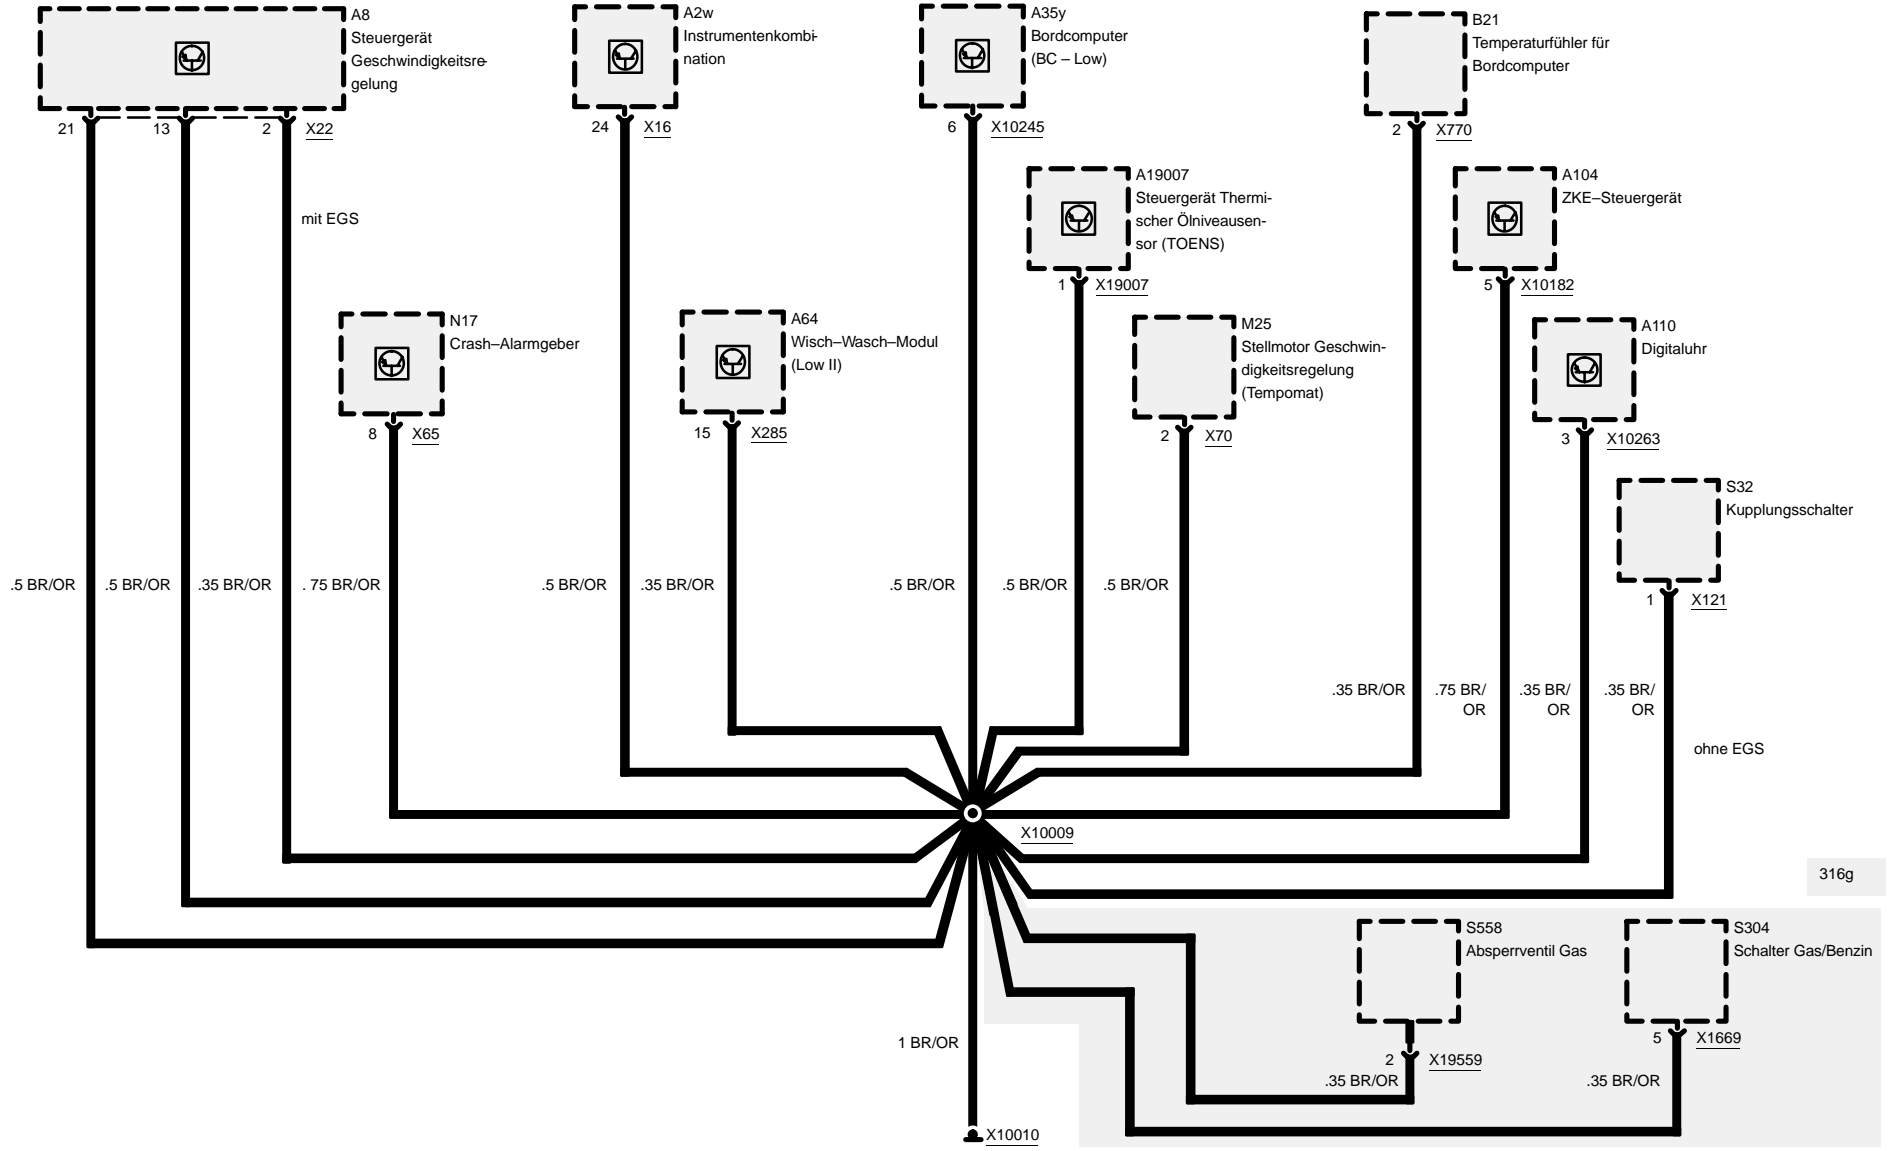 A8
Steuergerät
Geschwindigkeitsre-
gelung
21
13
2
X22
mit EGS
A2w
Instrumentenkombi-
nation
24
X16
A35y
Bordcomputer
(BC – Low)
6
X10245
B21
Temperaturfühler für
Bordcomputer
2
X770
A19007
Steuergerät Thermi-
scher Ölniveausen-
sor (TOENS)
1
X19007
A104
ZKE–Steuergerät
5
X10182
N17
Crash–Alarmgeber
8
X65
A64
Wisch–Wasch–Modul
(Low II)
15
X285
M25
Stellmotor Geschwin-
digkeitsregelung
(Tempomat)
2
X70
A110
Digitaluhr
3
X10263
S32
Kupplungsschalter
1
X121
.5 BR/OR
.5 BR/OR
.35 BR/OR
. 75 BR/OR
.5 BR/OR
.35 BR/OR
.5 BR/OR
.5 BR/OR
.5 BR/OR
.35 BR/OR
.75 BR/
OR
.35 BR/
OR
.35 BR/
OR
ohne EGS
X10009
316g
S558
Absperrventil Gas
2
X19559
.35 BR/OR
S304
Schalter Gas/Benzin
5
X1669
.35 BR/OR
1 BR/OR
X10010